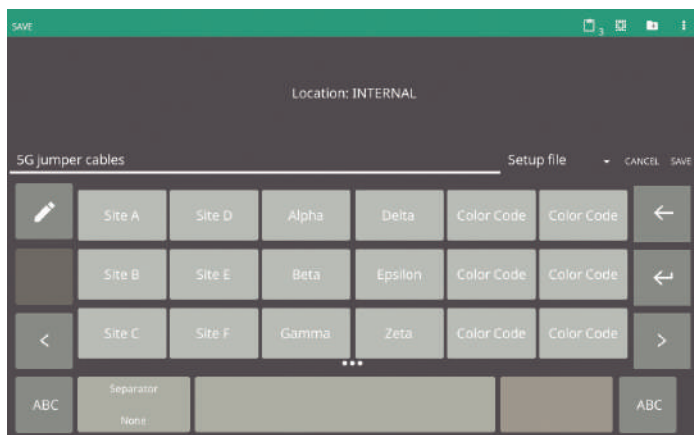 SAVE
3
Location: INTERNAL
5G jumper cables Setup file CANCEL SAVE
Site A Site D Alpha Delta Color Code Color Code
Site B Site E Beta Epsilon Color Code Color Code
Site C Site F Gamma Zeta Color Code Color Code
ABC Separator ABC
None